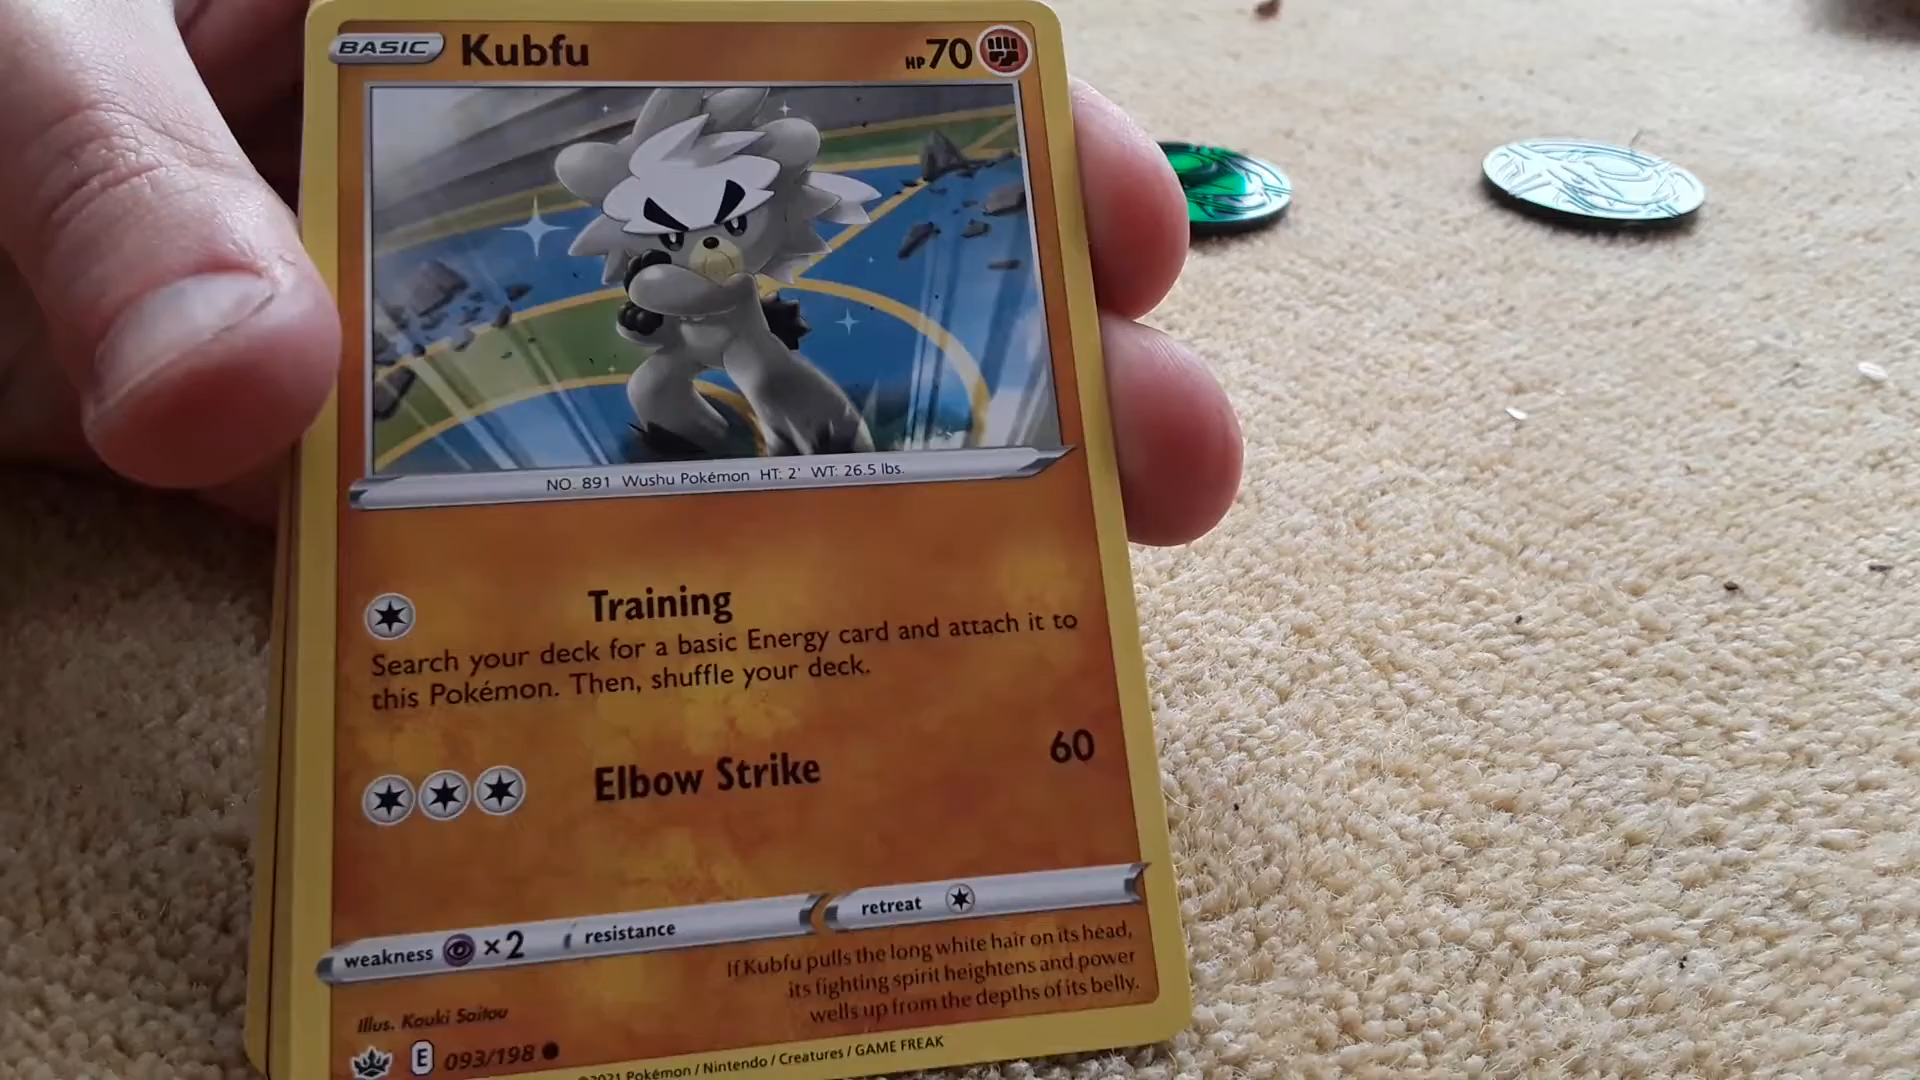 BASIC Kubfu HP70
NO. 891 Wushu Pokémon HT: 2' WT: 26.5 lbs.
Training
Search your deck for a basic Energy card and attach it to
this Pokémon. Then, shuffle your deck.
Elbow Strike 60
weakness ×2 resistance retreat
If Kubfu pulls the long white hair on its head,
its fighting spirit heightens and power
wells up from the depths of its belly.
Illus. Kouki Saitou
E 093/198
©2021 Pokémon / Nintendo / Creatures / GAME FREAK